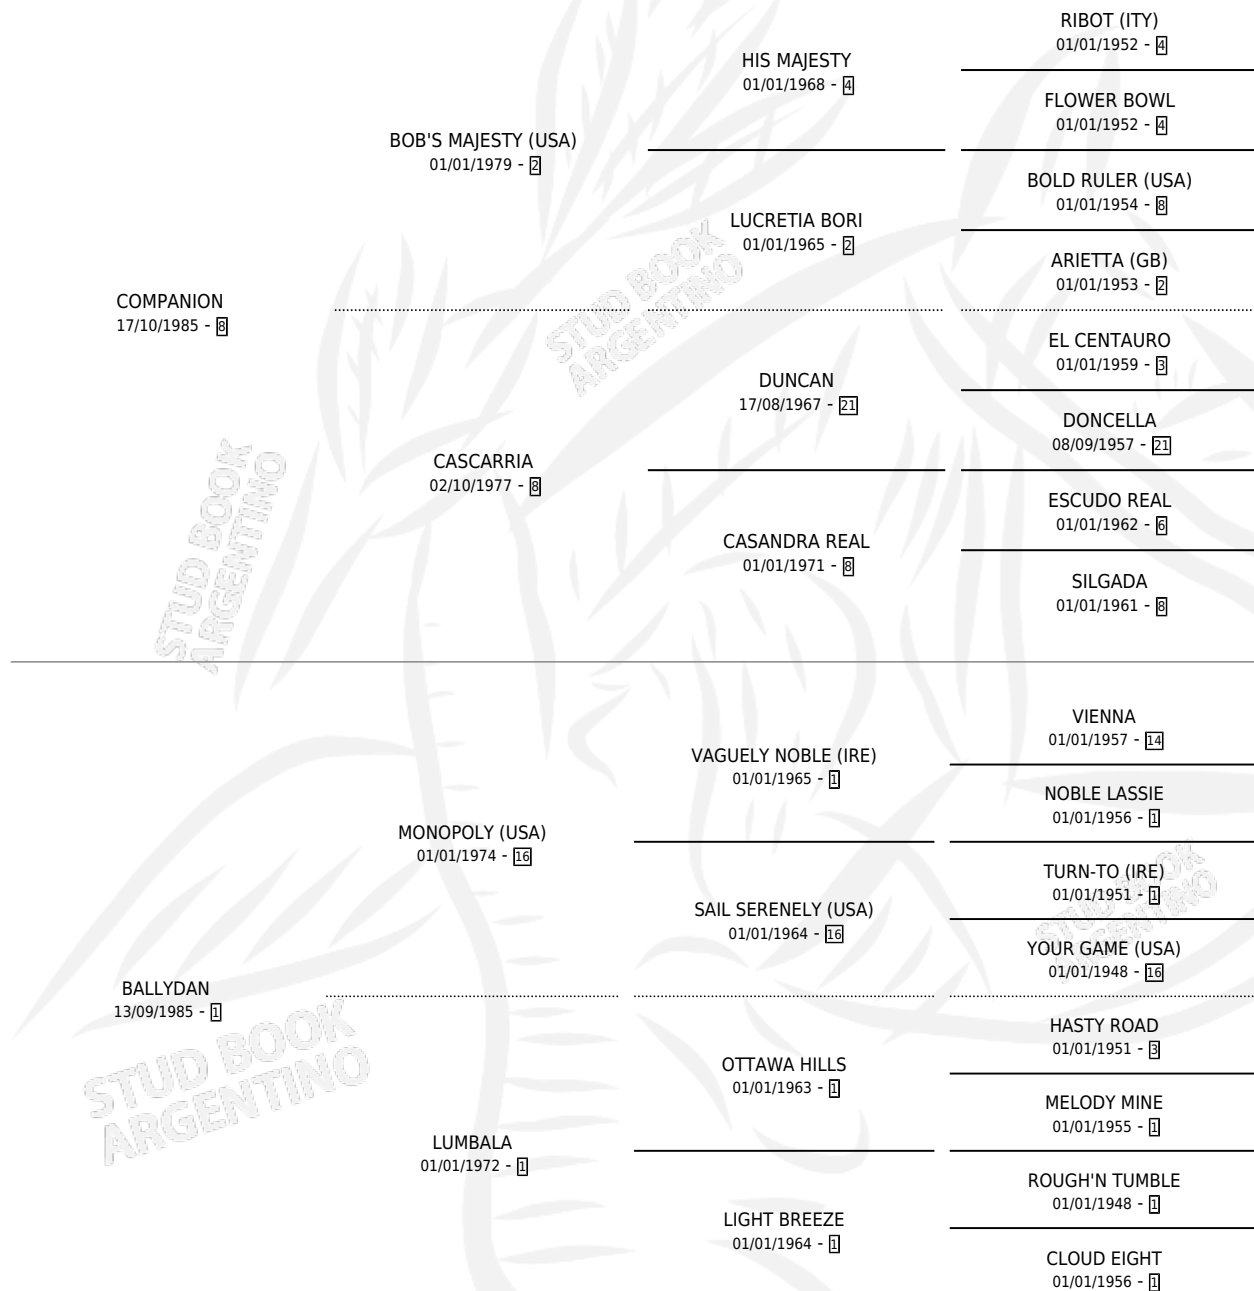 RIBOT (ITY)
01/01/1952 - 4
HIS MAJESTY
01/01/1968 - 4
FLOWER BOWL
01/01/1952 - 4
BOB'S MAJESTY (USA)
01/01/1979 - 2
BOLD RULER (USA)
01/01/1954 - 8
LUCRETIA BORI
01/01/1965 - 2
ARIETTA (GB)
01/01/1953 - 2
COMPANION
17/10/1985 - 8
EL CENTAURO
01/01/1959 - 3
DUNCAN
17/08/1967 - 21
DONCELLA
08/09/1957 - 21
CASCARRIA
02/10/1977 - 8
ESCUDO REAL
01/01/1962 - 6
CASANDRA REAL
01/01/1971 - 8
SILGADA
01/01/1961 - 8
VIENNA
01/01/1957 - 14
VAGUELY NOBLE (IRE)
01/01/1965 - 1
NOBLE LASSIE
01/01/1956 - 1
MONOPOLY (USA)
01/01/1974 - 16
TURN-TO (IRE)
01/01/1951 - 1
SAIL SERENELY (USA)
01/01/1964 - 16
YOUR GAME (USA)
01/01/1948 - 16
BALLYDAN
13/09/1985 - 1
HASTY ROAD
01/01/1951 - 3
OTTAWA HILLS
01/01/1963 - 1
MELODY MINE
01/01/1955 - 1
LUMBALA
01/01/1972 - 1
ROUGH'N TUMBLE
01/01/1948 - 1
LIGHT BREEZE
01/01/1964 - 1
CLOUD EIGHT
01/01/1956 - 1
STUD BOOK
ARGENTINO
STUD BOOK
ARGENTINO
STUD BOOK
ARGENTINO
STUD BOOK
ARGENTINO